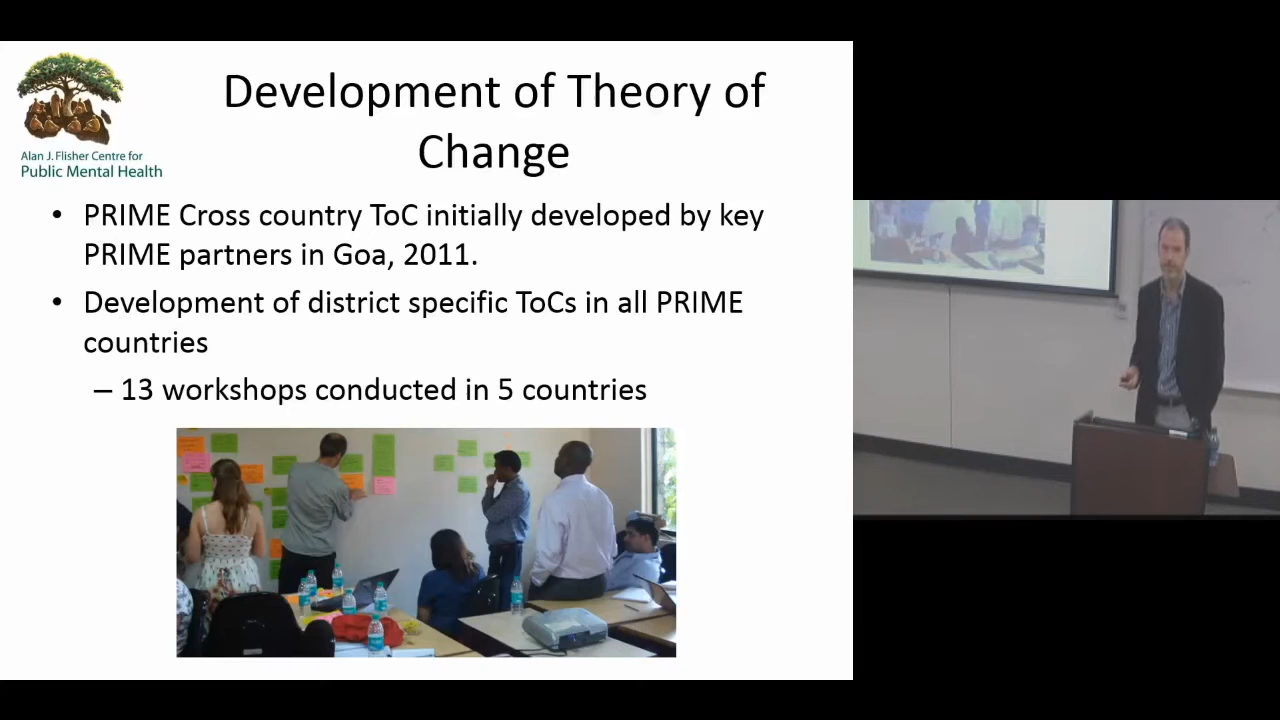 Alan J. Flisher Centre for
Public Mental Health
Development of Theory of
Change
• PRIME Cross country ToC initially developed by key
PRIME partners in Goa, 2011.
• Development of district specific ToCs in all PRIME
countries
– 13 workshops conducted in 5 countries